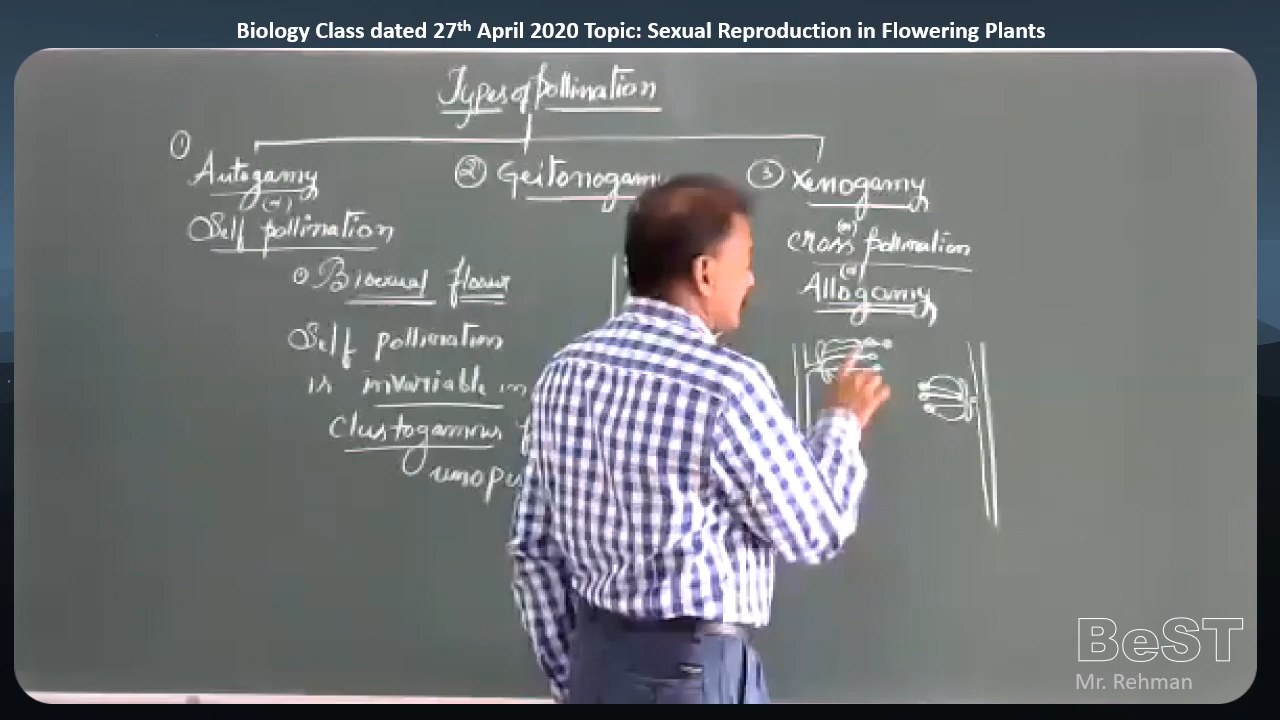 Biology Class dated 27th April 2020 Topic: Sexual Reproduction in Flowering Plants
Types of pollination
① Autogamy
(or)
Self pollination
① Bisexual flower
Self pollination
is invariable in
Clestogamous f
unope
② Geitonogamy
③ Xenogamy
(or)
cross pollination
(or)
Allogamy
BeST
Mr. Rehman